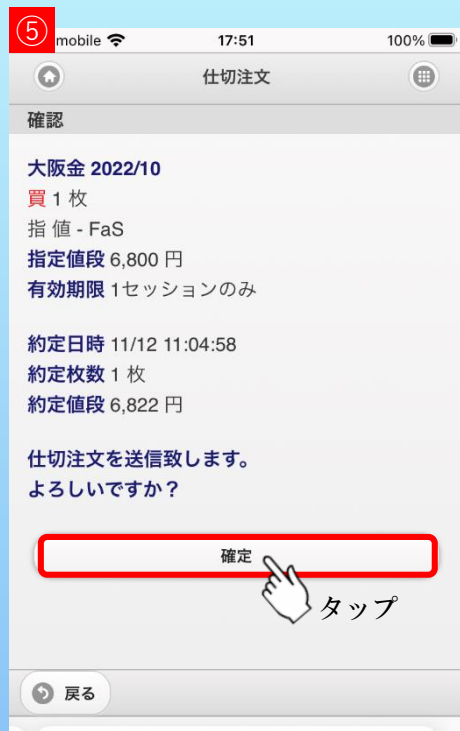 ⑤
mobile 17:51 100%
仕切注文
確認
大阪金 2022/10
買 1 枚
指 値 - FaS
指定値段 6,800 円
有効期限 1セッションのみ
約定日時 11/12 11:04:58
約定枚数 1 枚
約定値段 6,822 円
仕切注文を送信致します。
よろしいですか？
確定
タップ
戻る